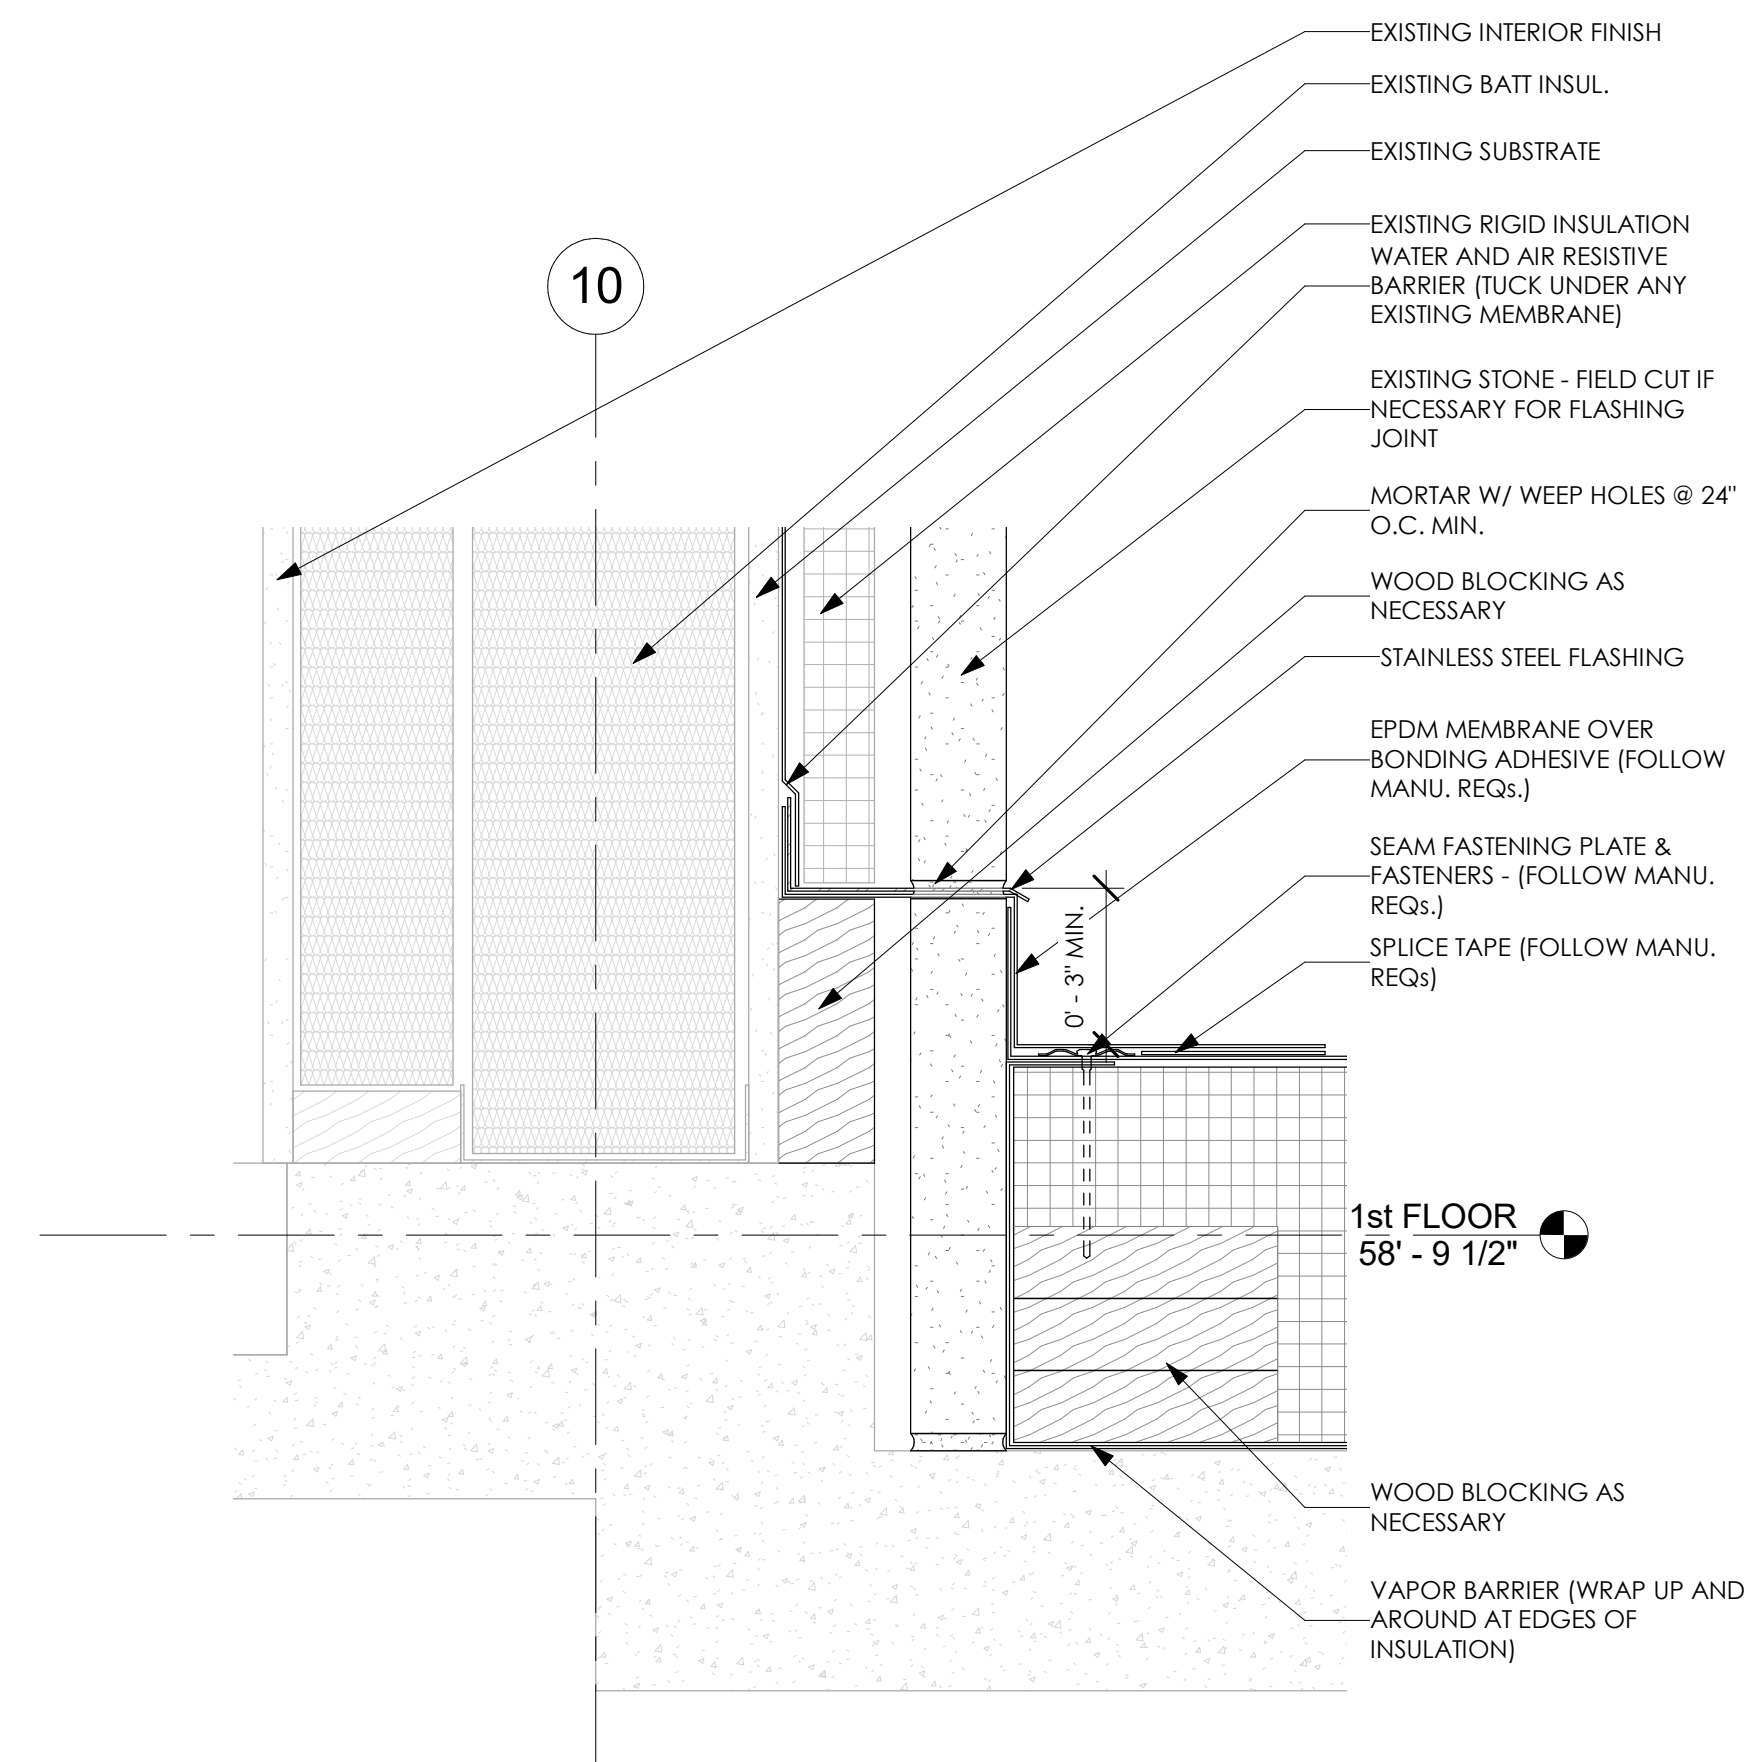 EXISTING INTERIOR FINISH
EXISTING BATT INSUL.
EXISTING SUBSTRATE
EXISTING RIGID INSULATION
WATER AND AIR RESISTIVE
BARRIER (TUCK UNDER ANY
EXISTING MEMBRANE)
10
EXISTING STONE - FIELD CUT IF
NECESSARY FOR FLASHING
JOINT
MORTAR W/ WEEP HOLES @ 24"
O.C. MIN.
WOOD BLOCKING AS
NECESSARY
STAINLESS STEEL FLASHING
EPDM MEMBRANE OVER
BONDING ADHESIVE (FOLLOW
MANU. REQs.)
SEAM FASTENING PLATE &
FASTENERS - (FOLLOW MANU.
REQs.)
SPLICE TAPE (FOLLOW MANU.
REQs)
0' - 3" MIN.
1st FLOOR
58' - 9 1/2"
WOOD BLOCKING AS
NECESSARY
VAPOR BARRIER (WRAP UP AND
AROUND AT EDGES OF
INSULATION)